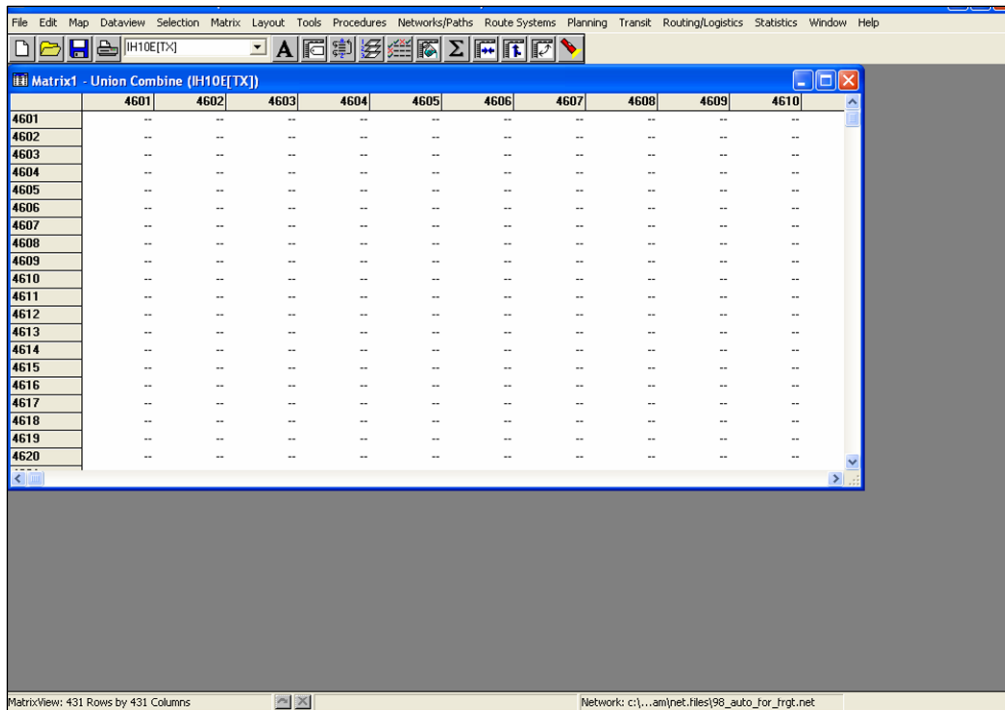 File Edit Map Dataview Selection Matrix Layout Tools Procedures Networks/Paths Route Systems Planning Transit Routing/Logistics Statistics Window Help
IH10E[TX] A Σ
Matrix1 - Union Combine (IH10E[TX])
4601 4602 4603 4604 4605 4606 4607 4608 4609 4610
4601 -- -- -- -- -- -- -- -- -- --
4602 -- -- -- -- -- -- -- -- -- --
4603 -- -- -- -- -- -- -- -- -- --
4604 -- -- -- -- -- -- -- -- -- --
4605 -- -- -- -- -- -- -- -- -- --
4606 -- -- -- -- -- -- -- -- -- --
4607 -- -- -- -- -- -- -- -- -- --
4608 -- -- -- -- -- -- -- -- -- --
4609 -- -- -- -- -- -- -- -- -- --
4610 -- -- -- -- -- -- -- -- -- --
4611 -- -- -- -- -- -- -- -- -- --
4612 -- -- -- -- -- -- -- -- -- --
4613 -- -- -- -- -- -- -- -- -- --
4614 -- -- -- -- -- -- -- -- -- --
4615 -- -- -- -- -- -- -- -- -- --
4616 -- -- -- -- -- -- -- -- -- --
4617 -- -- -- -- -- -- -- -- -- --
4618 -- -- -- -- -- -- -- -- -- --
4619 -- -- -- -- -- -- -- -- -- --
4620 -- -- -- -- -- -- -- -- -- --
MatrixView: 431 Rows by 431 Columns Network: c:\...am\net.files\98_auto_for_frgt.net